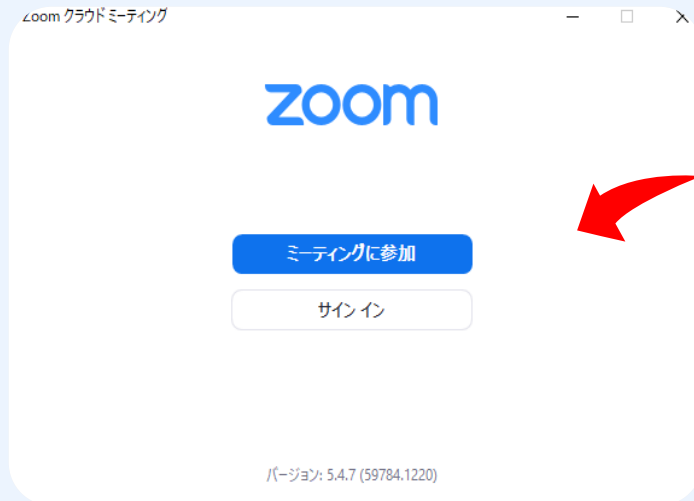 Zoom クラウド ミーティング
zoom
ミーティングに参加
サイン イン
バージョン: 5.4.7 (59784.1220)